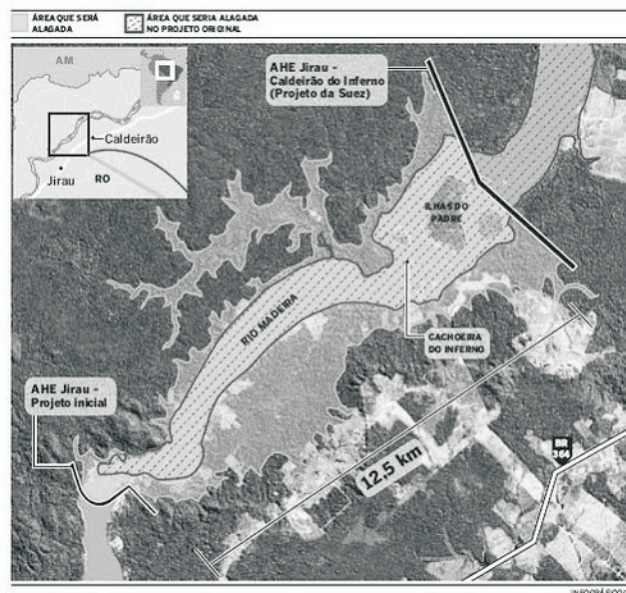 ÁREA QUE SERÁ
ALAGADA
ÁREA QUE SERIA ALAGADA
NO PROJETO ORIGINAL
AM
Caldeirão
Jirau
RO
AHE Jirau -
Caldeirão do Inferno
(Projeto da Suez)
ILHAS DO
PADRE
RIO MADEIRA
CACHOEIRA
DO INFERNO
AHE Jirau -
Projeto inicial
12,5 km
BR
364